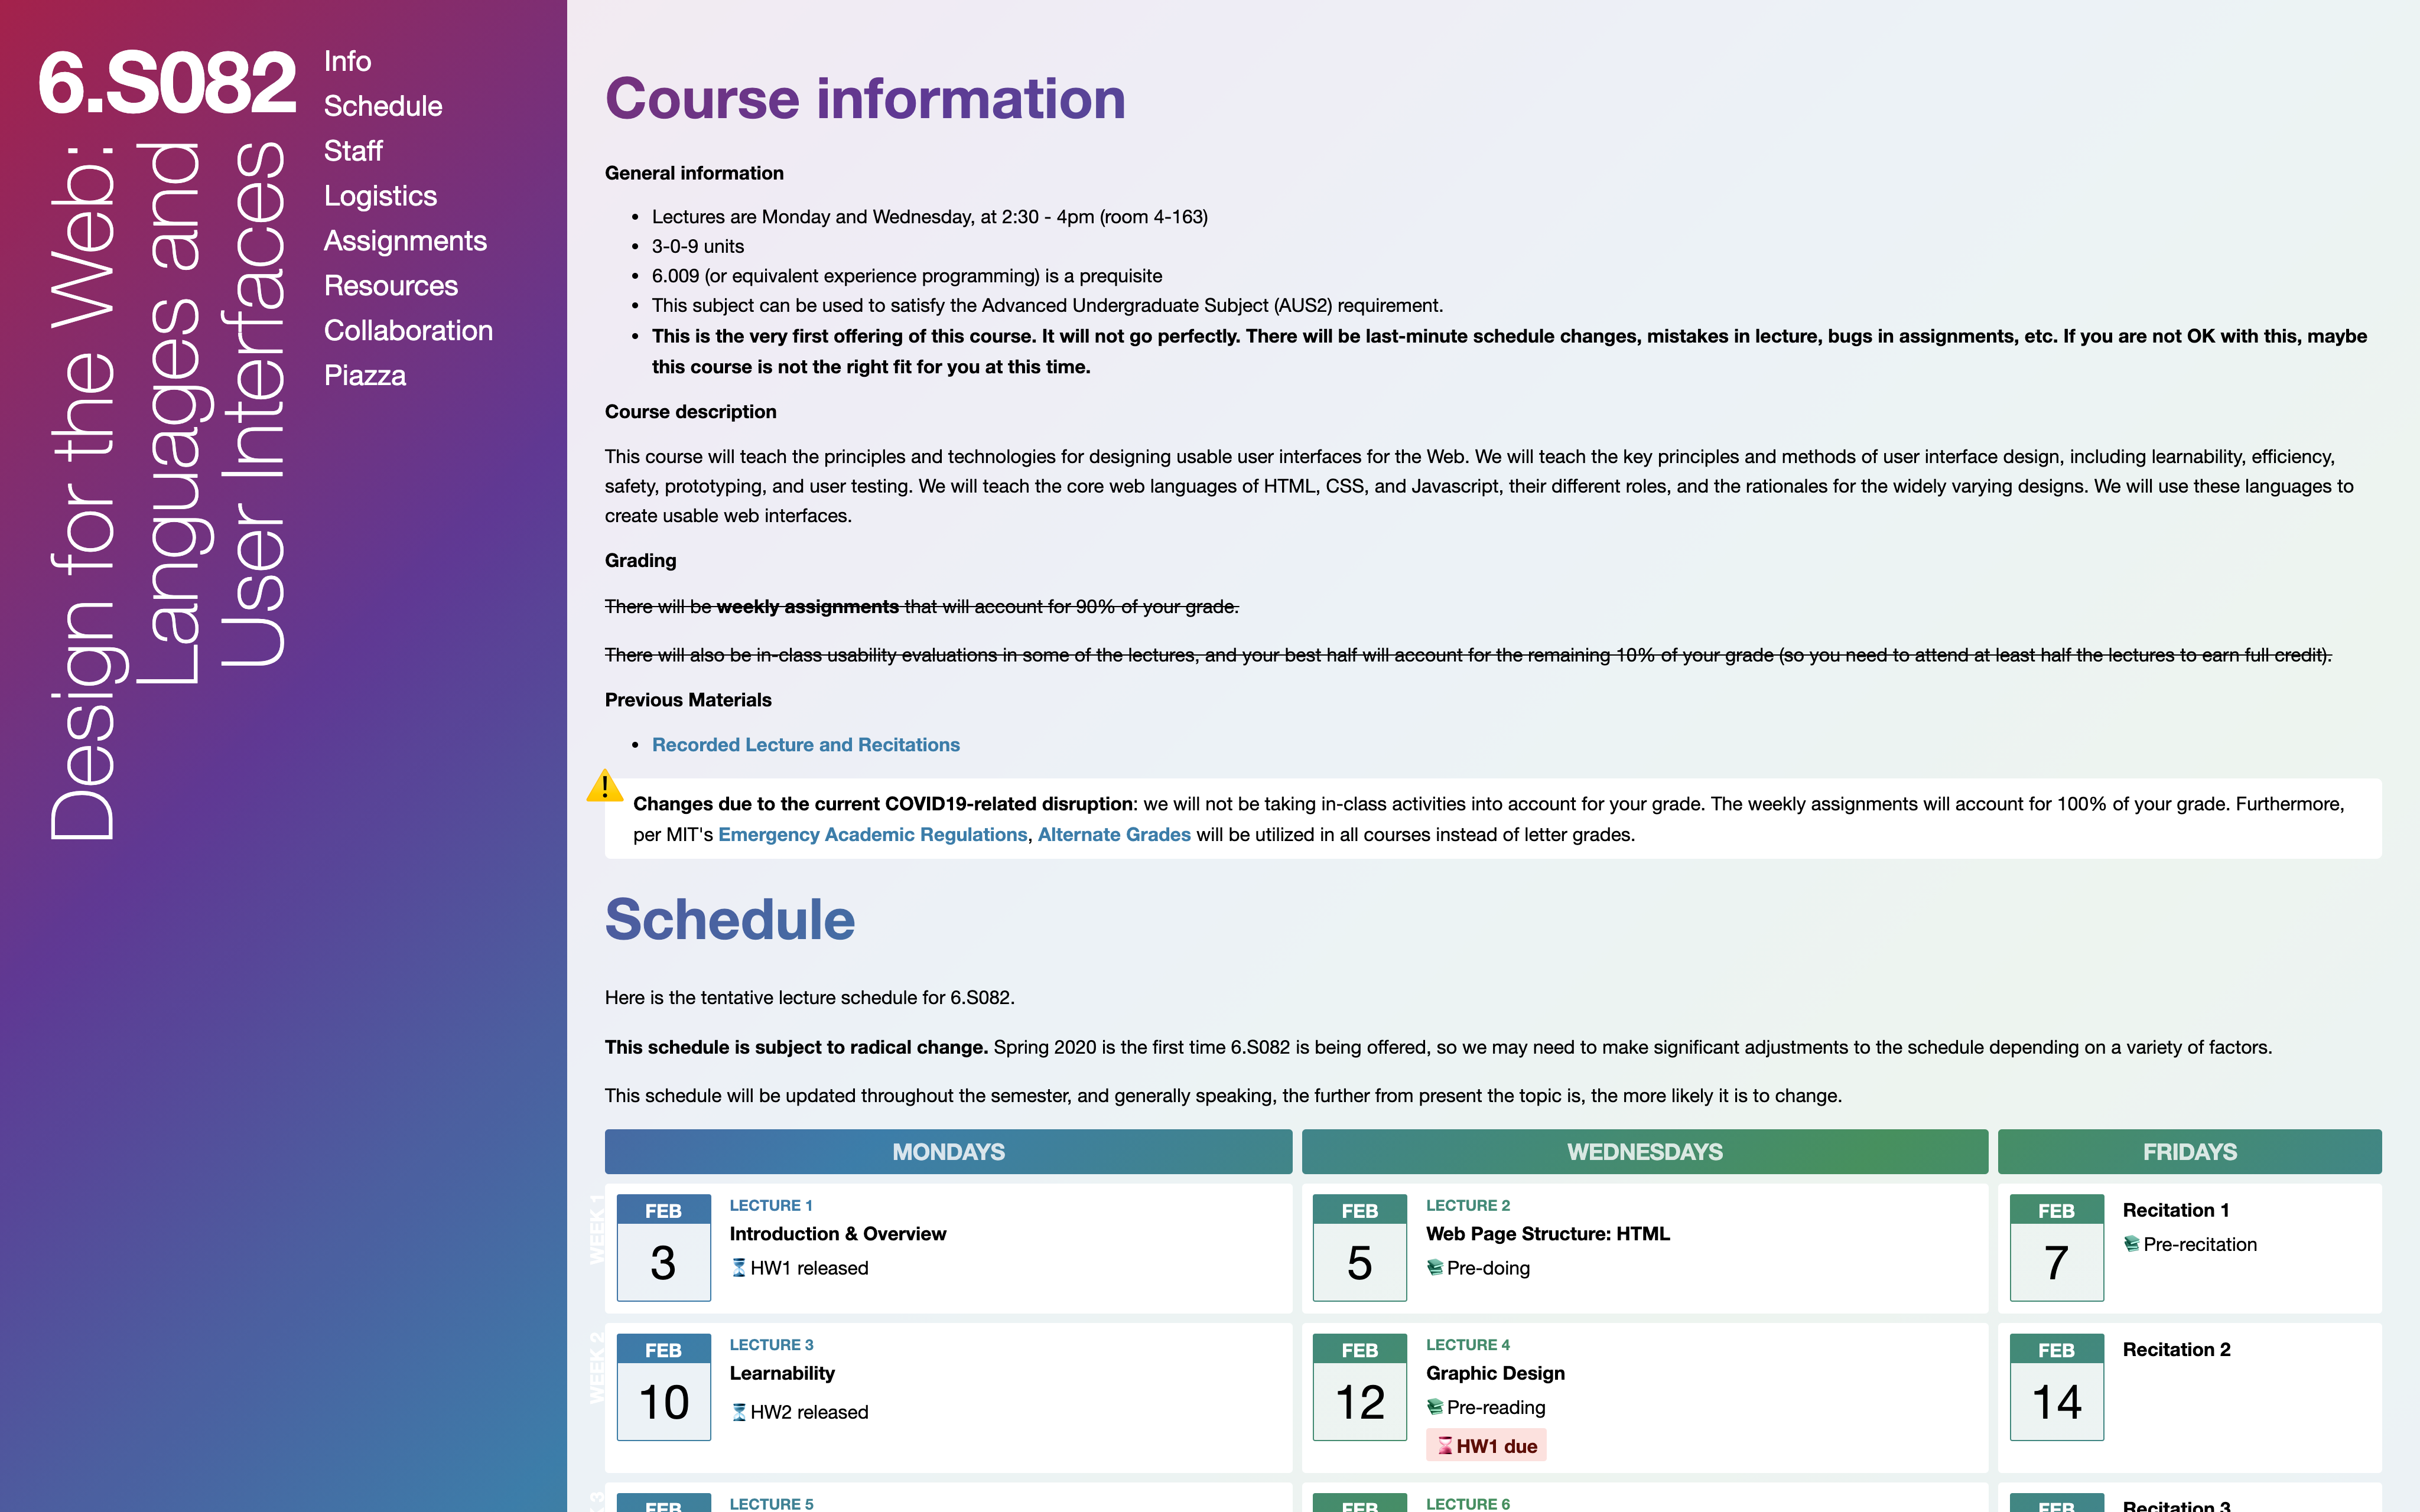 6.S082
Design for the Web:
Languages and
User Interfaces
Info
Schedule
Staff
Logistics
Assignments
Resources
Collaboration
Piazza
Course information
General information
• Lectures are Monday and Wednesday, at 2:30 - 4pm (room 4-163)
• 3-0-9 units
• 6.009 (or equivalent experience programming) is a prequisite
• This subject can be used to satisfy the Advanced Undergraduate Subject (AUS2) requirement.
• This is the very first offering of this course. It will not go perfectly. There will be last-minute schedule changes, mistakes in lecture, bugs in assignments, etc. If you are not OK with this, maybe
this course is not the right fit for you at this time.
Course description
This course will teach the principles and technologies for designing usable user interfaces for the Web. We will teach the key principles and methods of user interface design, including learnability, efficiency,
safety, prototyping, and user testing. We will teach the core web languages of HTML, CSS, and Javascript, their different roles, and the rationales for the widely varying designs. We will use these languages to
create usable web interfaces.
Grading
There will be weekly assignments that will account for 90% of your grade.
There will also be in-class usability evaluations in some of the lectures, and your best half will account for the remaining 10% of your grade (so you need to attend at least half the lectures to earn full credit).
Previous Materials
• Recorded Lecture and Recitations
Changes due to the current COVID19-related disruption: we will not be taking in-class activities into account for your grade. The weekly assignments will account for 100% of your grade. Furthermore,
per MIT's Emergency Academic Regulations, Alternate Grades will be utilized in all courses instead of letter grades.
Schedule
Here is the tentative lecture schedule for 6.S082.
This schedule is subject to radical change. Spring 2020 is the first time 6.S082 is being offered, so we may need to make significant adjustments to the schedule depending on a variety of factors.
This schedule will be updated throughout the semester, and generally speaking, the further from present the topic is, the more likely it is to change.
MONDAYS
WEDNESDAYS
FRIDAYS
WEEK 1
FEB
3
LECTURE 1
Introduction & Overview
HW1 released
FEB
5
LECTURE 2
Web Page Structure: HTML
Pre-doing
FEB
7
Recitation 1
Pre-recitation
WEEK 2
FEB
10
LECTURE 3
Learnability
HW2 released
FEB
12
LECTURE 4
Graphic Design
Pre-reading
HW1 due
FEB
14
Recitation 2
3
FEB
LECTURE 5
FEB
LECTURE 6
FEB
Recitation 3